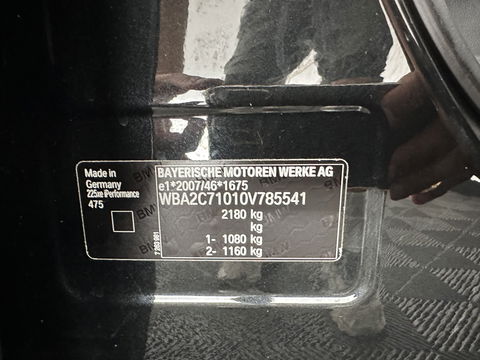 Made in
Germany
225xe iPerformance
475
BAYERISCHE MOTOREN WERKE AG
e1*2007/46*1675
WBA2C71010V785541
2180 kg
kg
1- 1080 kg
2- 1160 kg
BMW